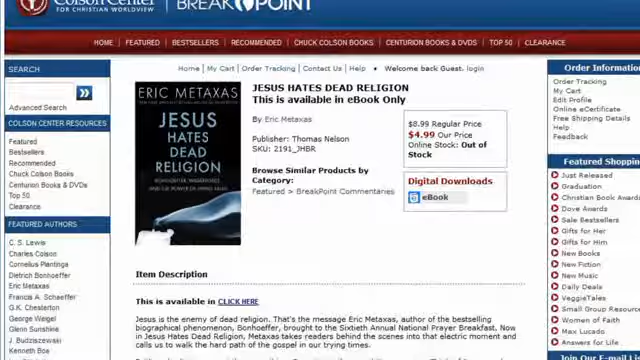 Colson Center
FOR CHRISTIAN WORLDVIEW
BREAKPOINT
HOME | FEATURED | BESTSELLERS | RECOMMENDED | CHUCK COLSON BOOKS | CENTURION BOOKS & DVDS | TOP 50 | CLEARANCE
SEARCH
Advanced Search
COLSON CENTER RESOURCES
Featured
Bestsellers
Recommended
Chuck Colson Books
Centurion Books & DVDs
Top 50
Clearance
FEATURED AUTHORS
C. S. Lewis
Charles Colson
Cornelius Plantinga
Dietrich Bonhoeffer
Eric Metaxas
Francis A. Schaeffer
G.K. Chesterton
George Weigel
Glenn Sunshine
J. Budziszewski
Kenneth Boa
Home | My Cart | Order Tracking | Contact Us | Help • Welcome back Guest. login
ERIC METAXAS
JESUS
HATES
DEAD
RELIGION
JESUS HATES DEAD RELIGION
This is available in eBook Only
By Eric Metaxas
Publisher: Thomas Nelson
SKU: 2191_JHBR
Browse Similar Products by
Category:
Featured > BreakPoint Commentaries
$8.99 Regular Price
$4.99 Our Price
Online Stock: Out of
Stock
Digital Downloads
eBook
Item Description
This is available in CLICK HERE
Jesus is the enemy of dead religion. That's the message Eric Metaxas, author of the bestselling
biographical phenomenon, Bonhoeffer, brought to the Sixtieth Annual National Prayer Breakfast. Now
in Jesus Hates Dead Religion, Metaxas takes readers behind the scenes into that electric moment and
calls us to walk the hard path of the gospel in our trying times.
Order Informatio
Order Tracking
My Cart
Edit Profile
Online eCertificate
Free Shipping Details
Help
Feedback
Featured Shoppin
Just Released
Graduation
Christian Book Awards
Dove Awards
Sale Bestsellers
Gifts for Her
Gifts for Him
New Books
New Fiction
New Music
Daily Deals
VeggieTales
Small Group Resource
Women of Faith
Max Lucado
Answers for Life
Join Our Email L